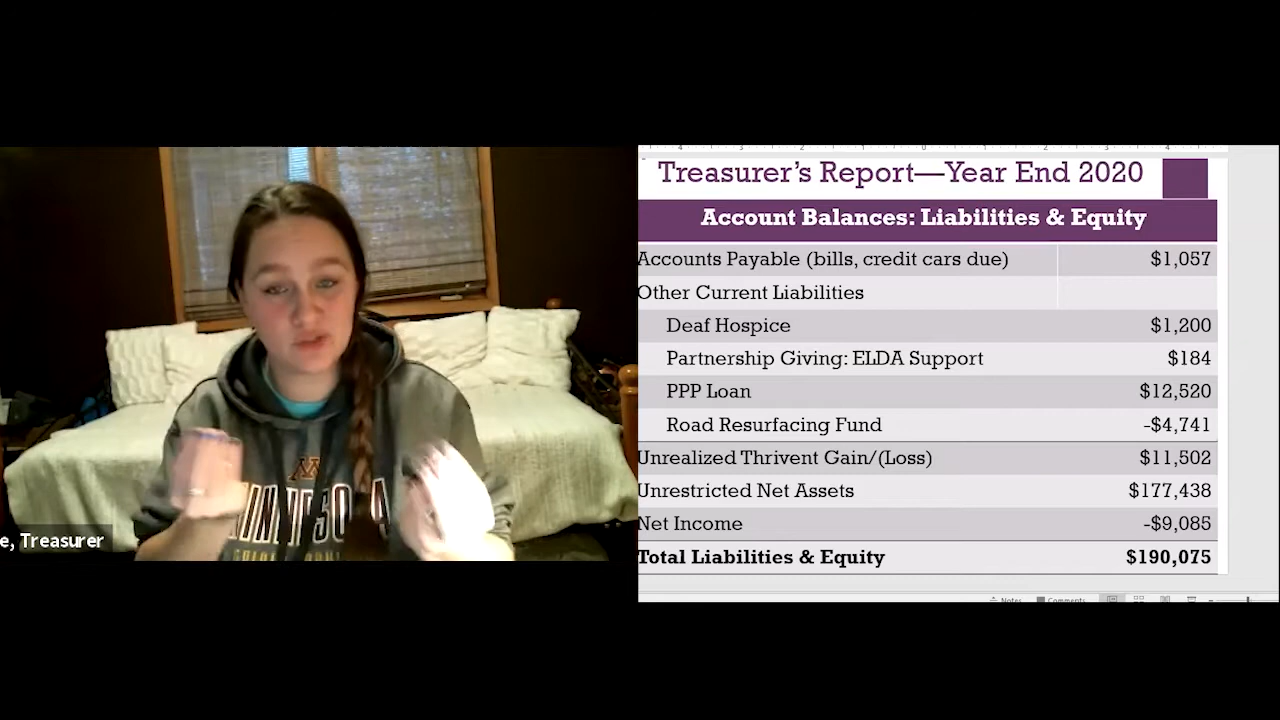 e, Treasurer
MINNESOTA
Treasurer's Report—Year End 2020
Account Balances: Liabilities & Equity
Accounts Payable (bills, credit cars due) $1,057
Other Current Liabilities
Deaf Hospice $1,200
Partnership Giving: ELDA Support $184
PPP Loan $12,520
Road Resurfacing Fund -$4,741
Unrealized Thrivent Gain/(Loss) $11,502
Unrestricted Net Assets $177,438
Net Income -$9,085
Total Liabilities & Equity $190,075
Notes Comments